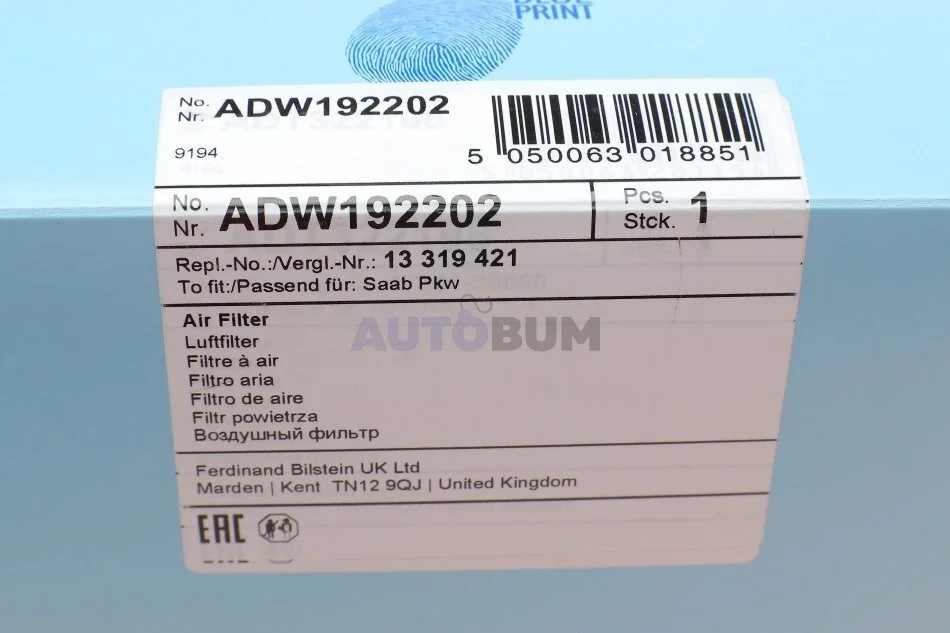 BLUE
PRINT
No.
Nr. ADW192202
9194
5 050063 018851
No.
Nr. ADW192202
Pcs.
Stck. 1
Repl.-No.:/Vergl.-Nr.: 13 319 421
To fit:/Passend für: Saab Pkw
AUTOBUM
Air Filter
Luftfilter
Filtre à air
Filtro aria
Filtro de aire
Filtr powietrza
Воздушный фильтр
Ferdinand Bilstein UK Ltd
Marden | Kent TN12 9QJ | United Kingdom
EAC